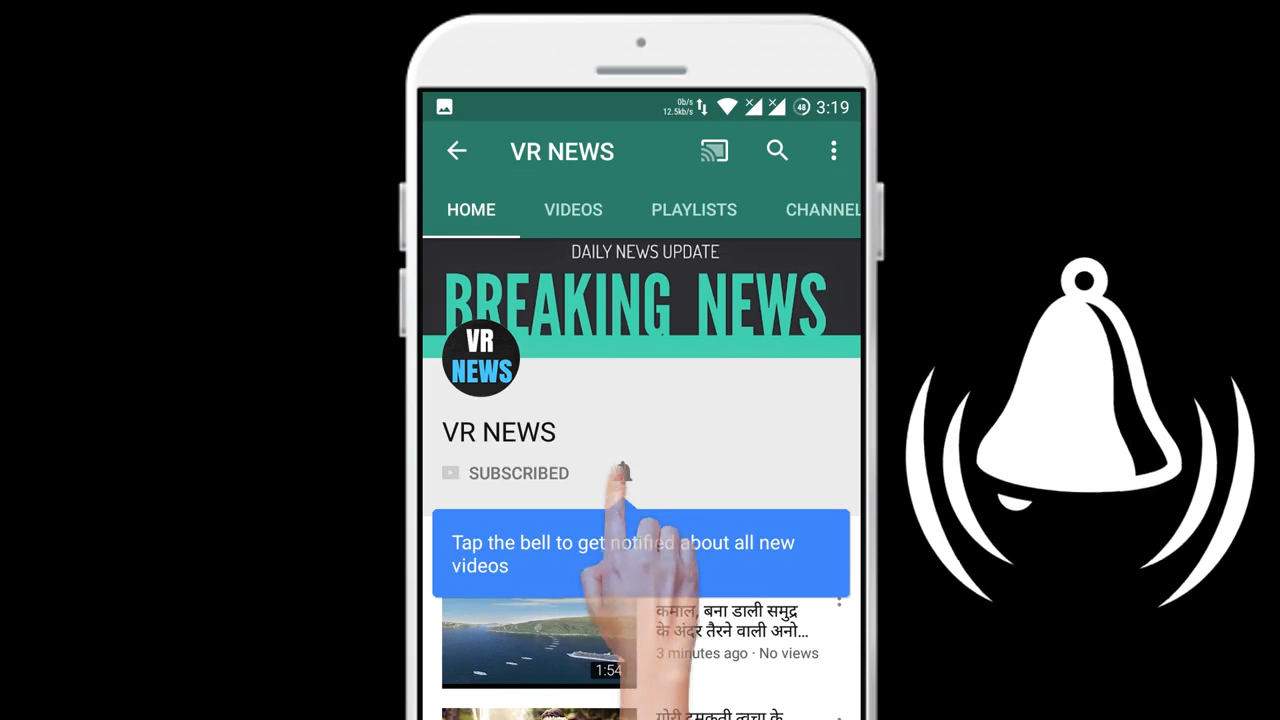 0b/s
12.5kb/s
48
3:19
VR NEWS
HOME VIDEOS PLAYLISTS CHANNEL
DAILY NEWS UPDATE
BREAKING NEWS
VR
NEWS
VR NEWS
SUBSCRIBED
Tap the bell to get notified about all new
videos
कमाल, बना डाली समुद्र
के अंदर तैरने वाली अनो...
3 minutes ago · No views
1:54
गोरी दमकती त्वचा के